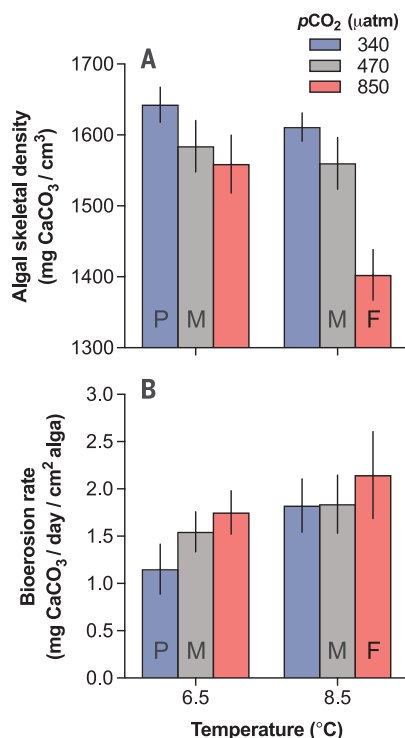 pCO₂ (µatm)
340
470
850
A
1700
1600
1500
1400
1300
Algal skeletal density
(mg CaCO₃ / cm³)
P M M F
B
3.0
2.5
2.0
1.5
1.0
0.5
0.0
Bioerosion rate
(mg CaCO₃ / day / cm² alga)
P M M F
6.5 8.5
Temperature (°C)